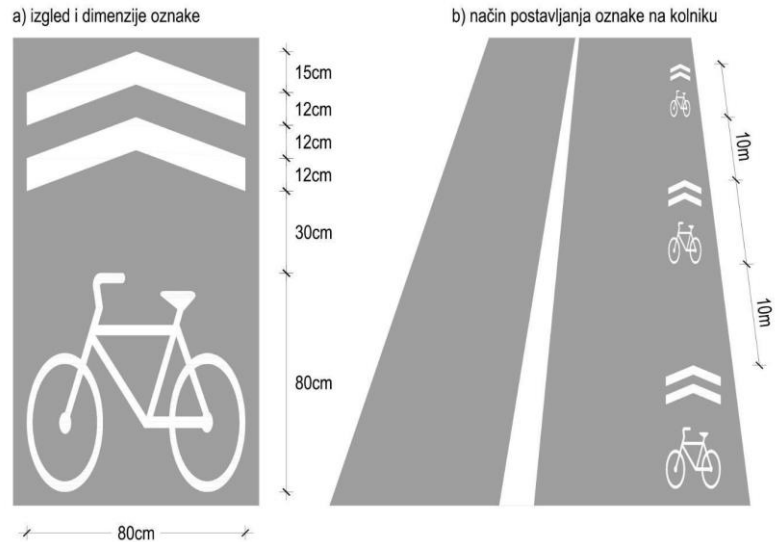 a) izgled i dimenzije oznake
15cm
12cm
12cm
12cm
30cm
80cm
80cm
b) način postavljanja oznake na kolniku
10m
10m